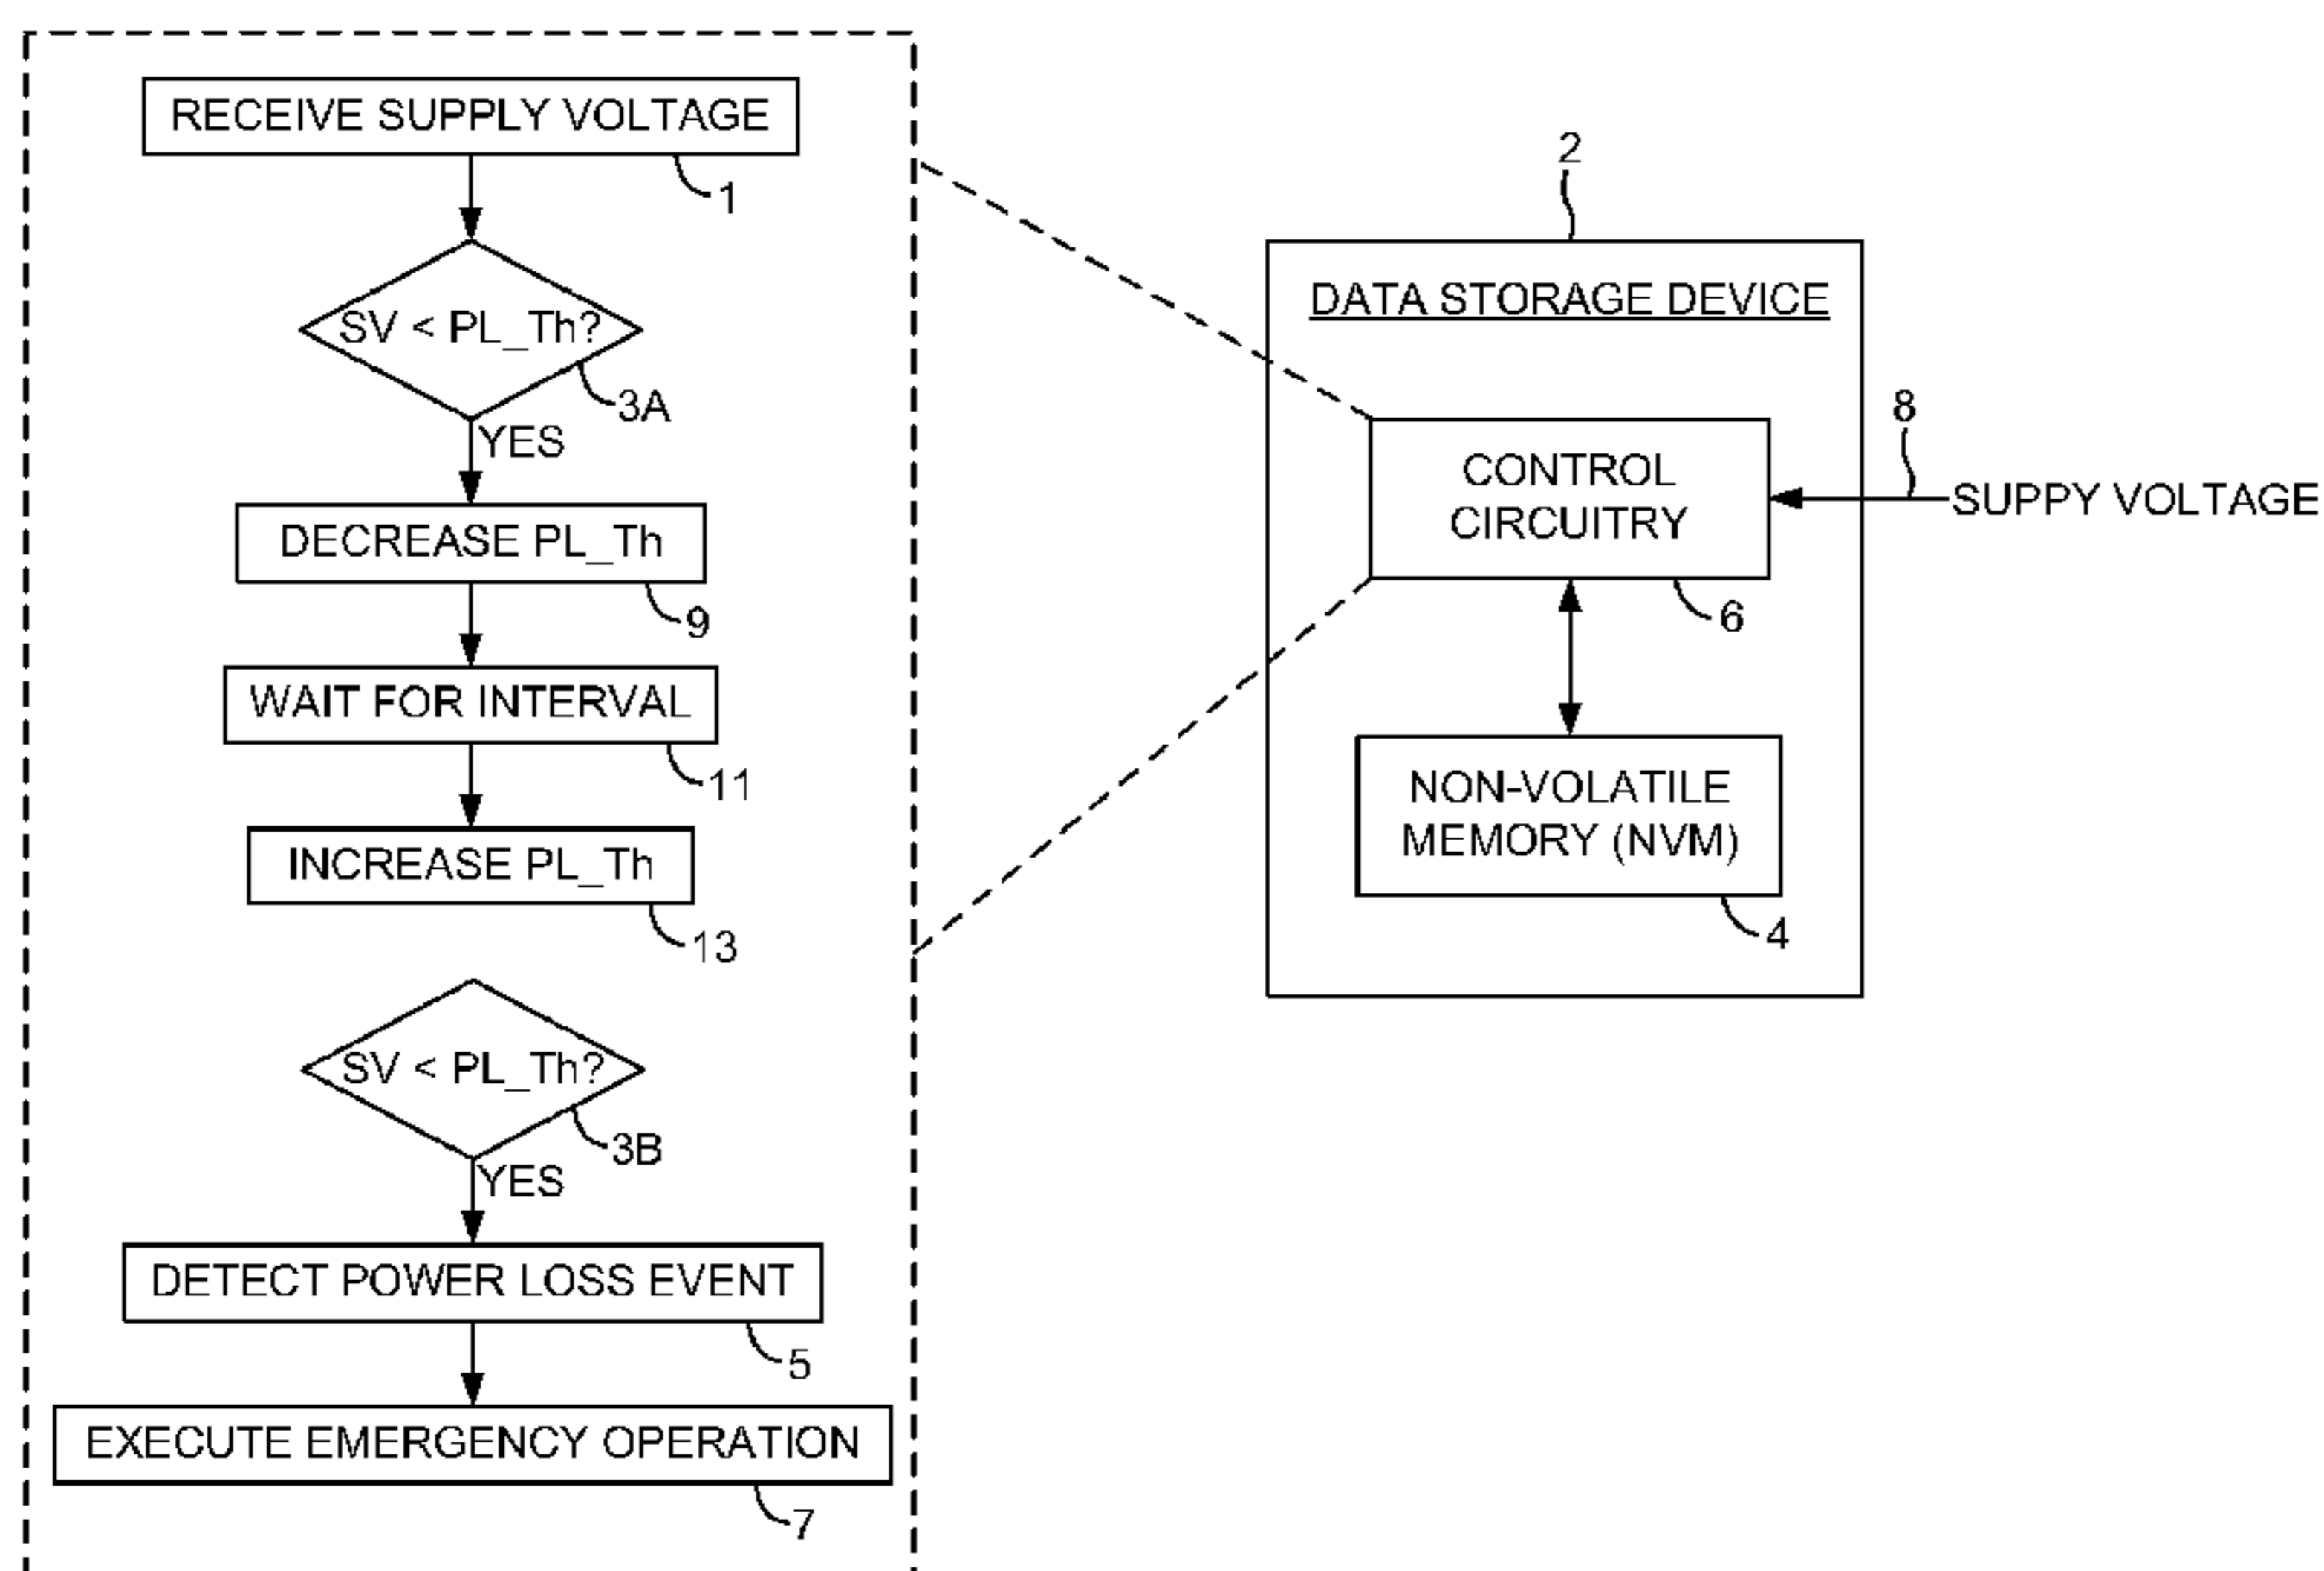 RECEIVE SUPPLY VOLTAGE
1
SV < PL_Th?
3A
YES
DECREASE PL_Th
9
WAIT FOR INTERVAL
11
INCREASE PL_Th
13
SV < PL_Th?
3B
YES
DETECT POWER LOSS EVENT
5
EXECUTE EMERGENCY OPERATION
7
2
DATA STORAGE DEVICE
CONTROL
CIRCUITRY
6
8
SUPPY VOLTAGE
NON-VOLATILE
MEMORY (NVM)
4